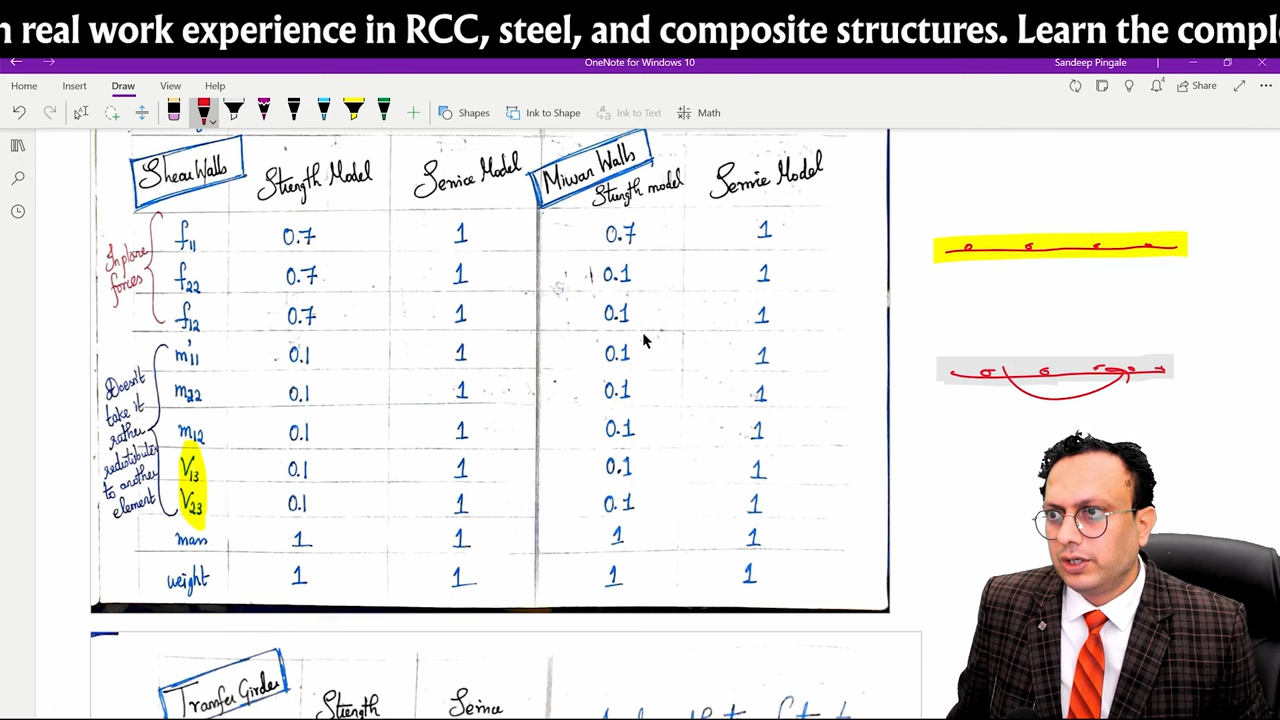 n real work experience in RCC, steel, and composite structures. Learn the compl
OneNote for Windows 10
Sandeep Pingale
Home Insert Draw View Help
Share
Shapes Ink to Shape Ink to Text Math
Shear Walls Strength Model Service Model Miwan Walls Strength model Service Model
In plane forces
f11 0.7 1 0.7 1
f22 0.7 1 0.1 1
f12 0.7 1 0.1 1
Doesn't take it rather redistributes to another element
m11 0.1 1 0.1 1
m22 0.1 1 0.1 1
m12 0.1 1 0.1 1
V13 0.1 1 0.1 1
V23 0.1 1 0.1 1
mass 1 1 1 1
weight 1 1 1 1
Transfer Girder Strength Service